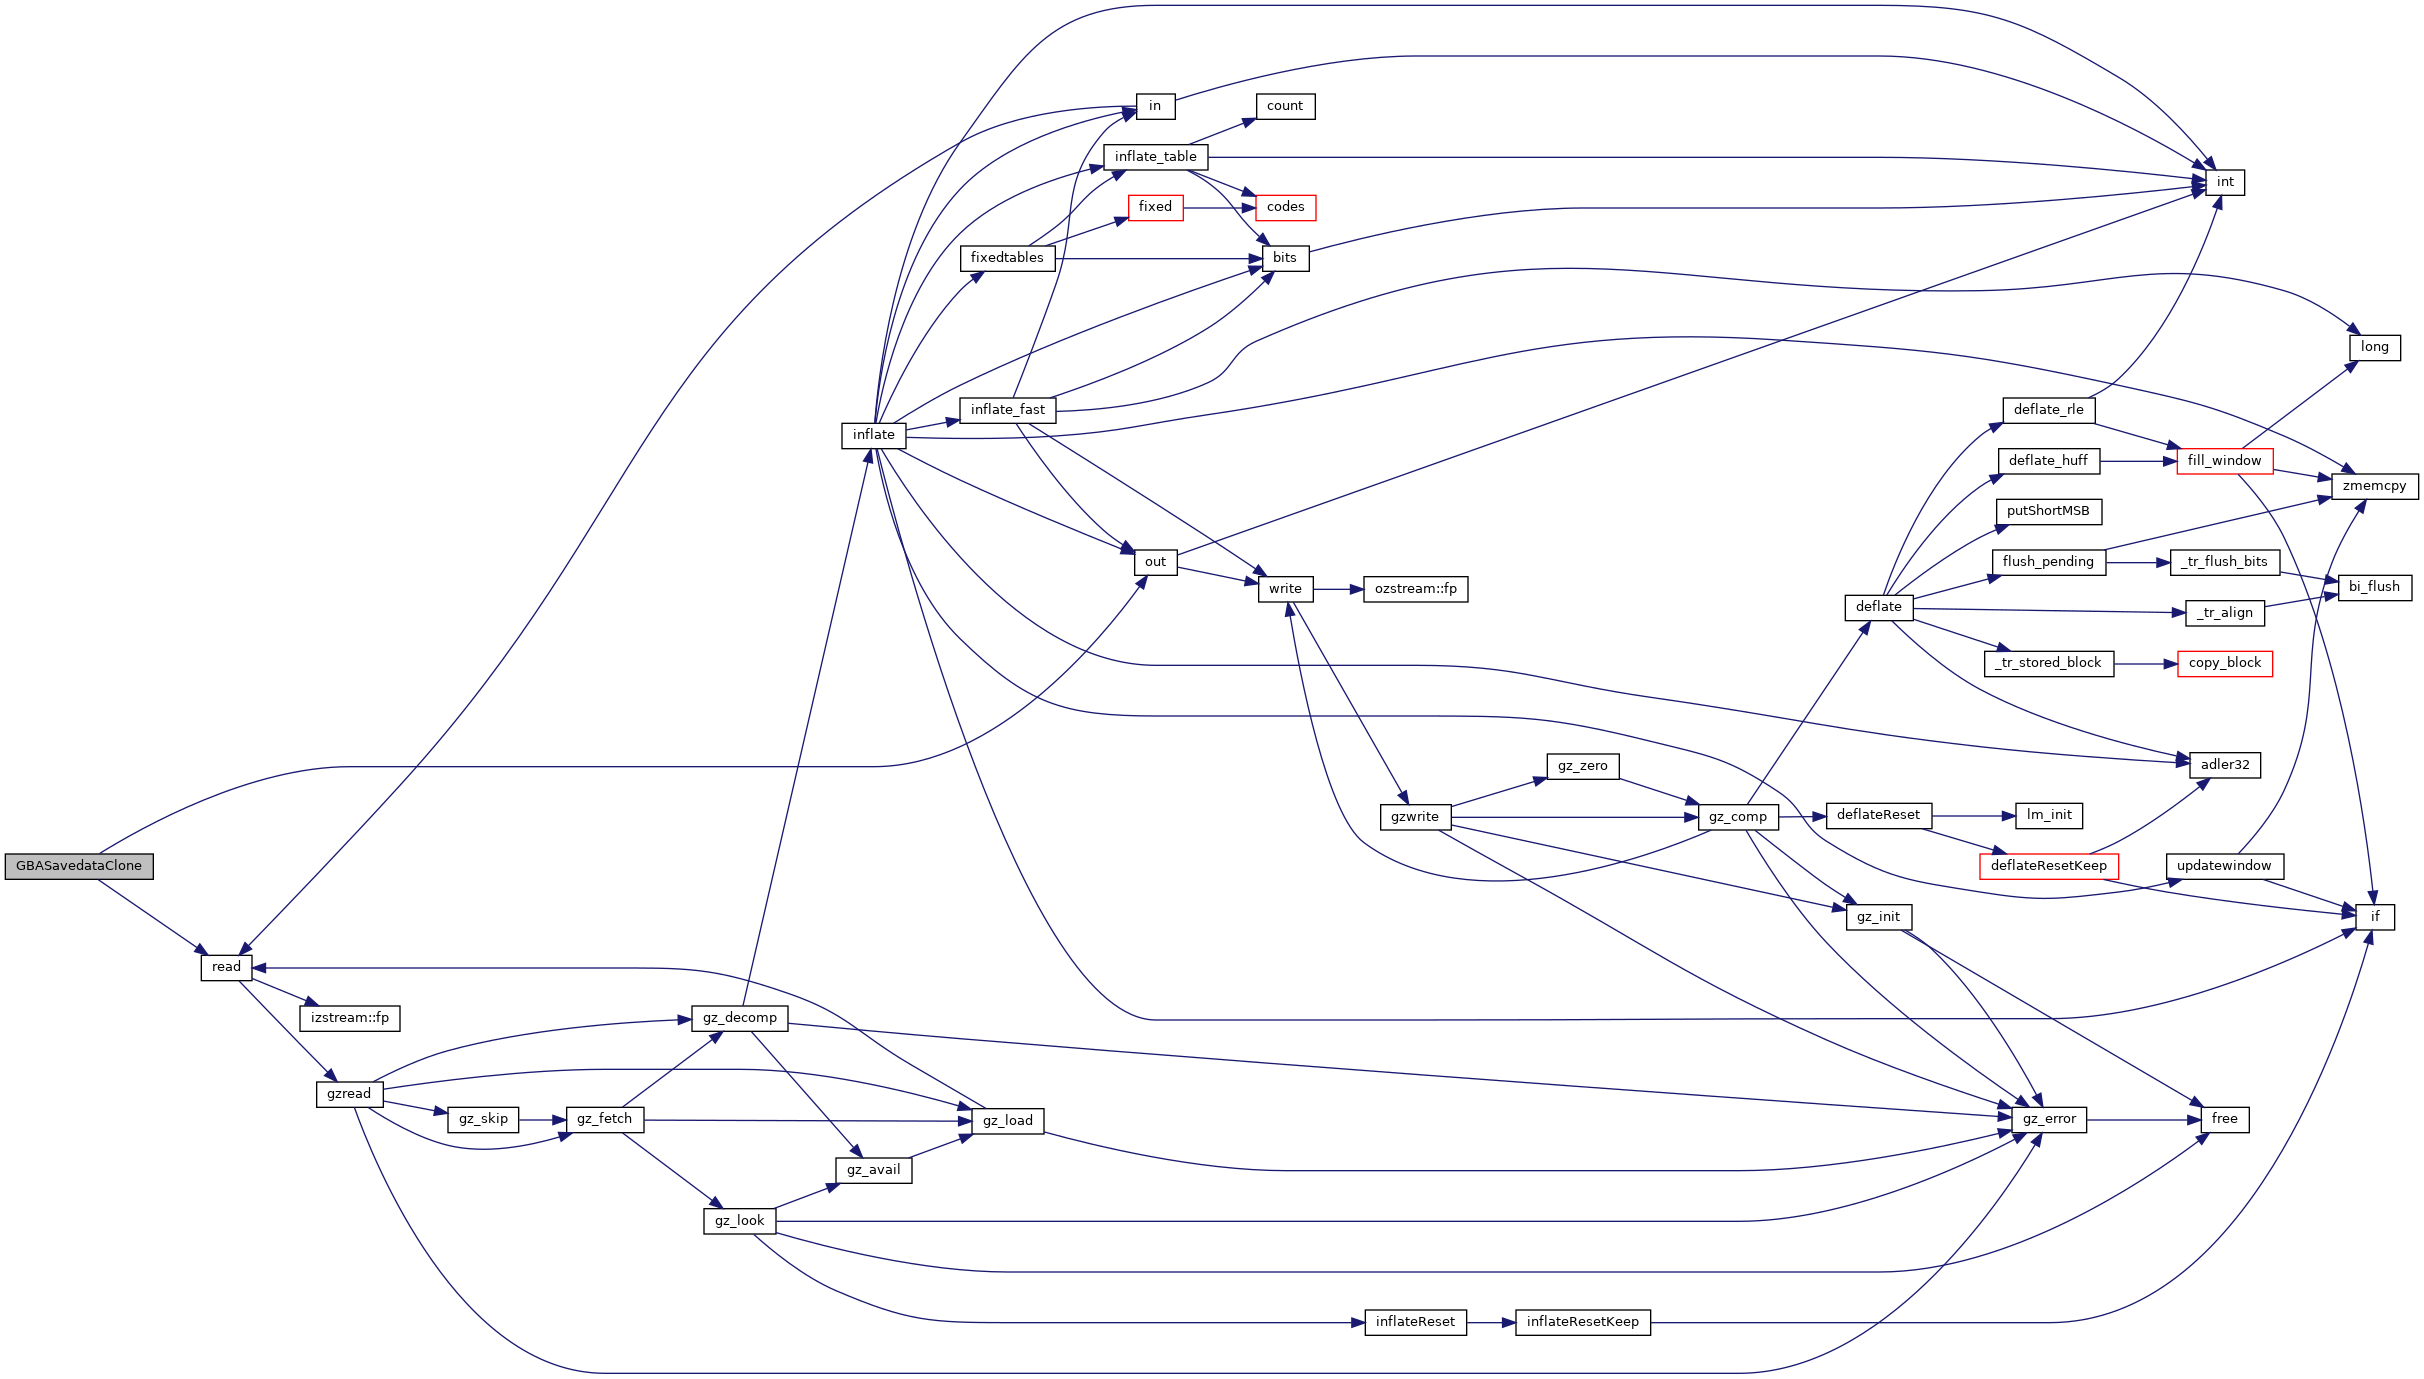 in
count
inflate_table
int
fixed
codes
fixedtables
bits
long
inflate_fast
deflate_rle
inflate
deflate_huff
fill_window
zmemcpy
putShortMSB
out
flush_pending
_tr_flush_bits
write
ozstream::fp
bi_flush
deflate
_tr_align
_tr_stored_block
copy_block
gz_zero
adler32
gzwrite
gz_comp
deflateReset
lm_init
GBASavedataClone
deflateResetKeep
updatewindow
gz_init
if
read
izstream::fp
gz_decomp
gzread
gz_skip
gz_fetch
gz_load
gz_error
free
gz_avail
gz_look
inflateReset
inflateResetKeep